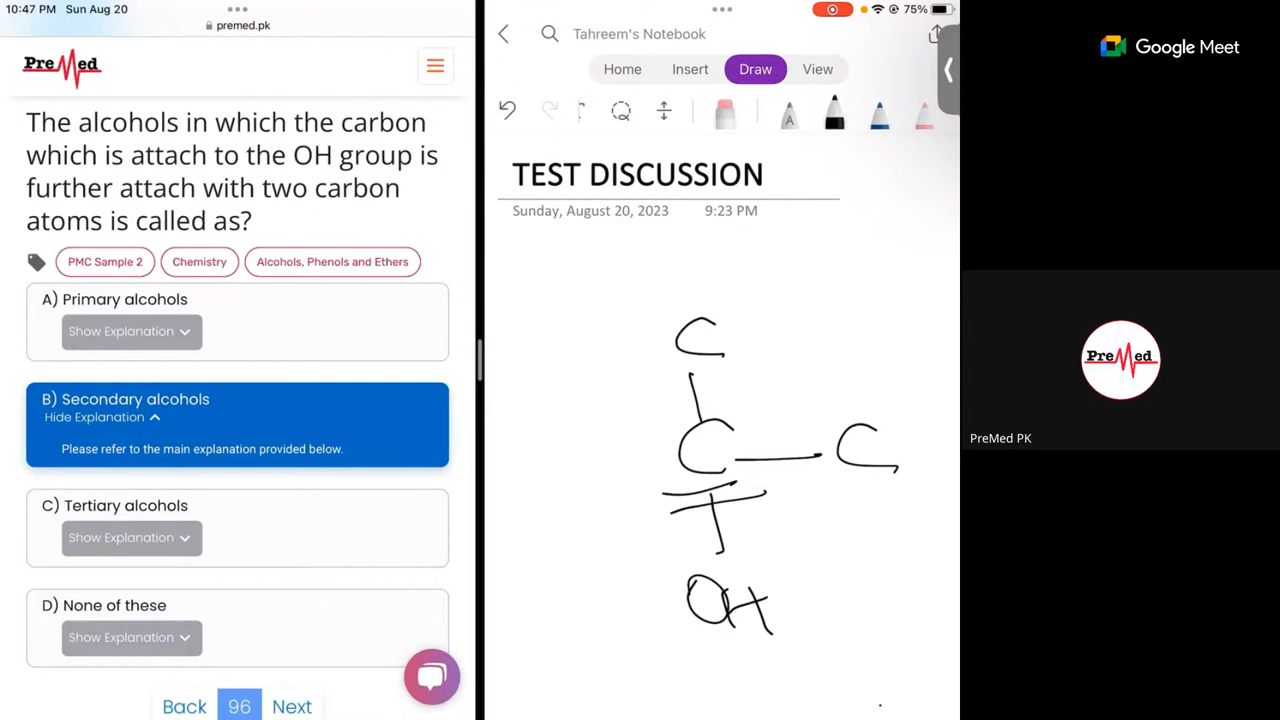 10:47 PM Sun Aug 20
premed.pk
PreMed
The alcohols in which the carbon
which is attach to the OH group is
further attach with two carbon
atoms is called as?
PMC Sample 2
Chemistry
Alcohols, Phenols and Ethers
A) Primary alcohols
Show Explanation
B) Secondary alcohols
Hide Explanation
Please refer to the main explanation provided below.
C) Tertiary alcohols
Show Explanation
D) None of these
Show Explanation
Back 96 Next
75%
Tahreem's Notebook
Home Insert Draw View
A
TEST DISCUSSION
Sunday, August 20, 2023 9:23 PM
C
C C
OH
Google Meet
PreMed
PreMed PK